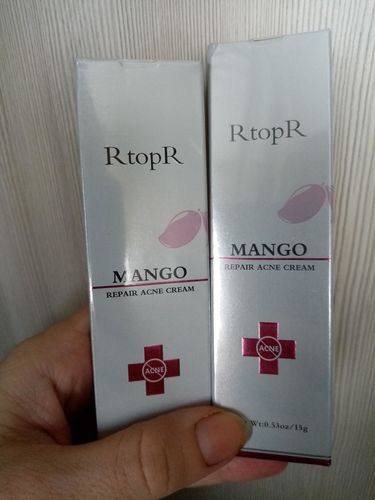 RtopR
MANGO
REPAIR ACNE CREAM
ACNE
RtopR
MANGO
REPAIR ACNE CREAM
ACNE
Wt:0.53oz/15g